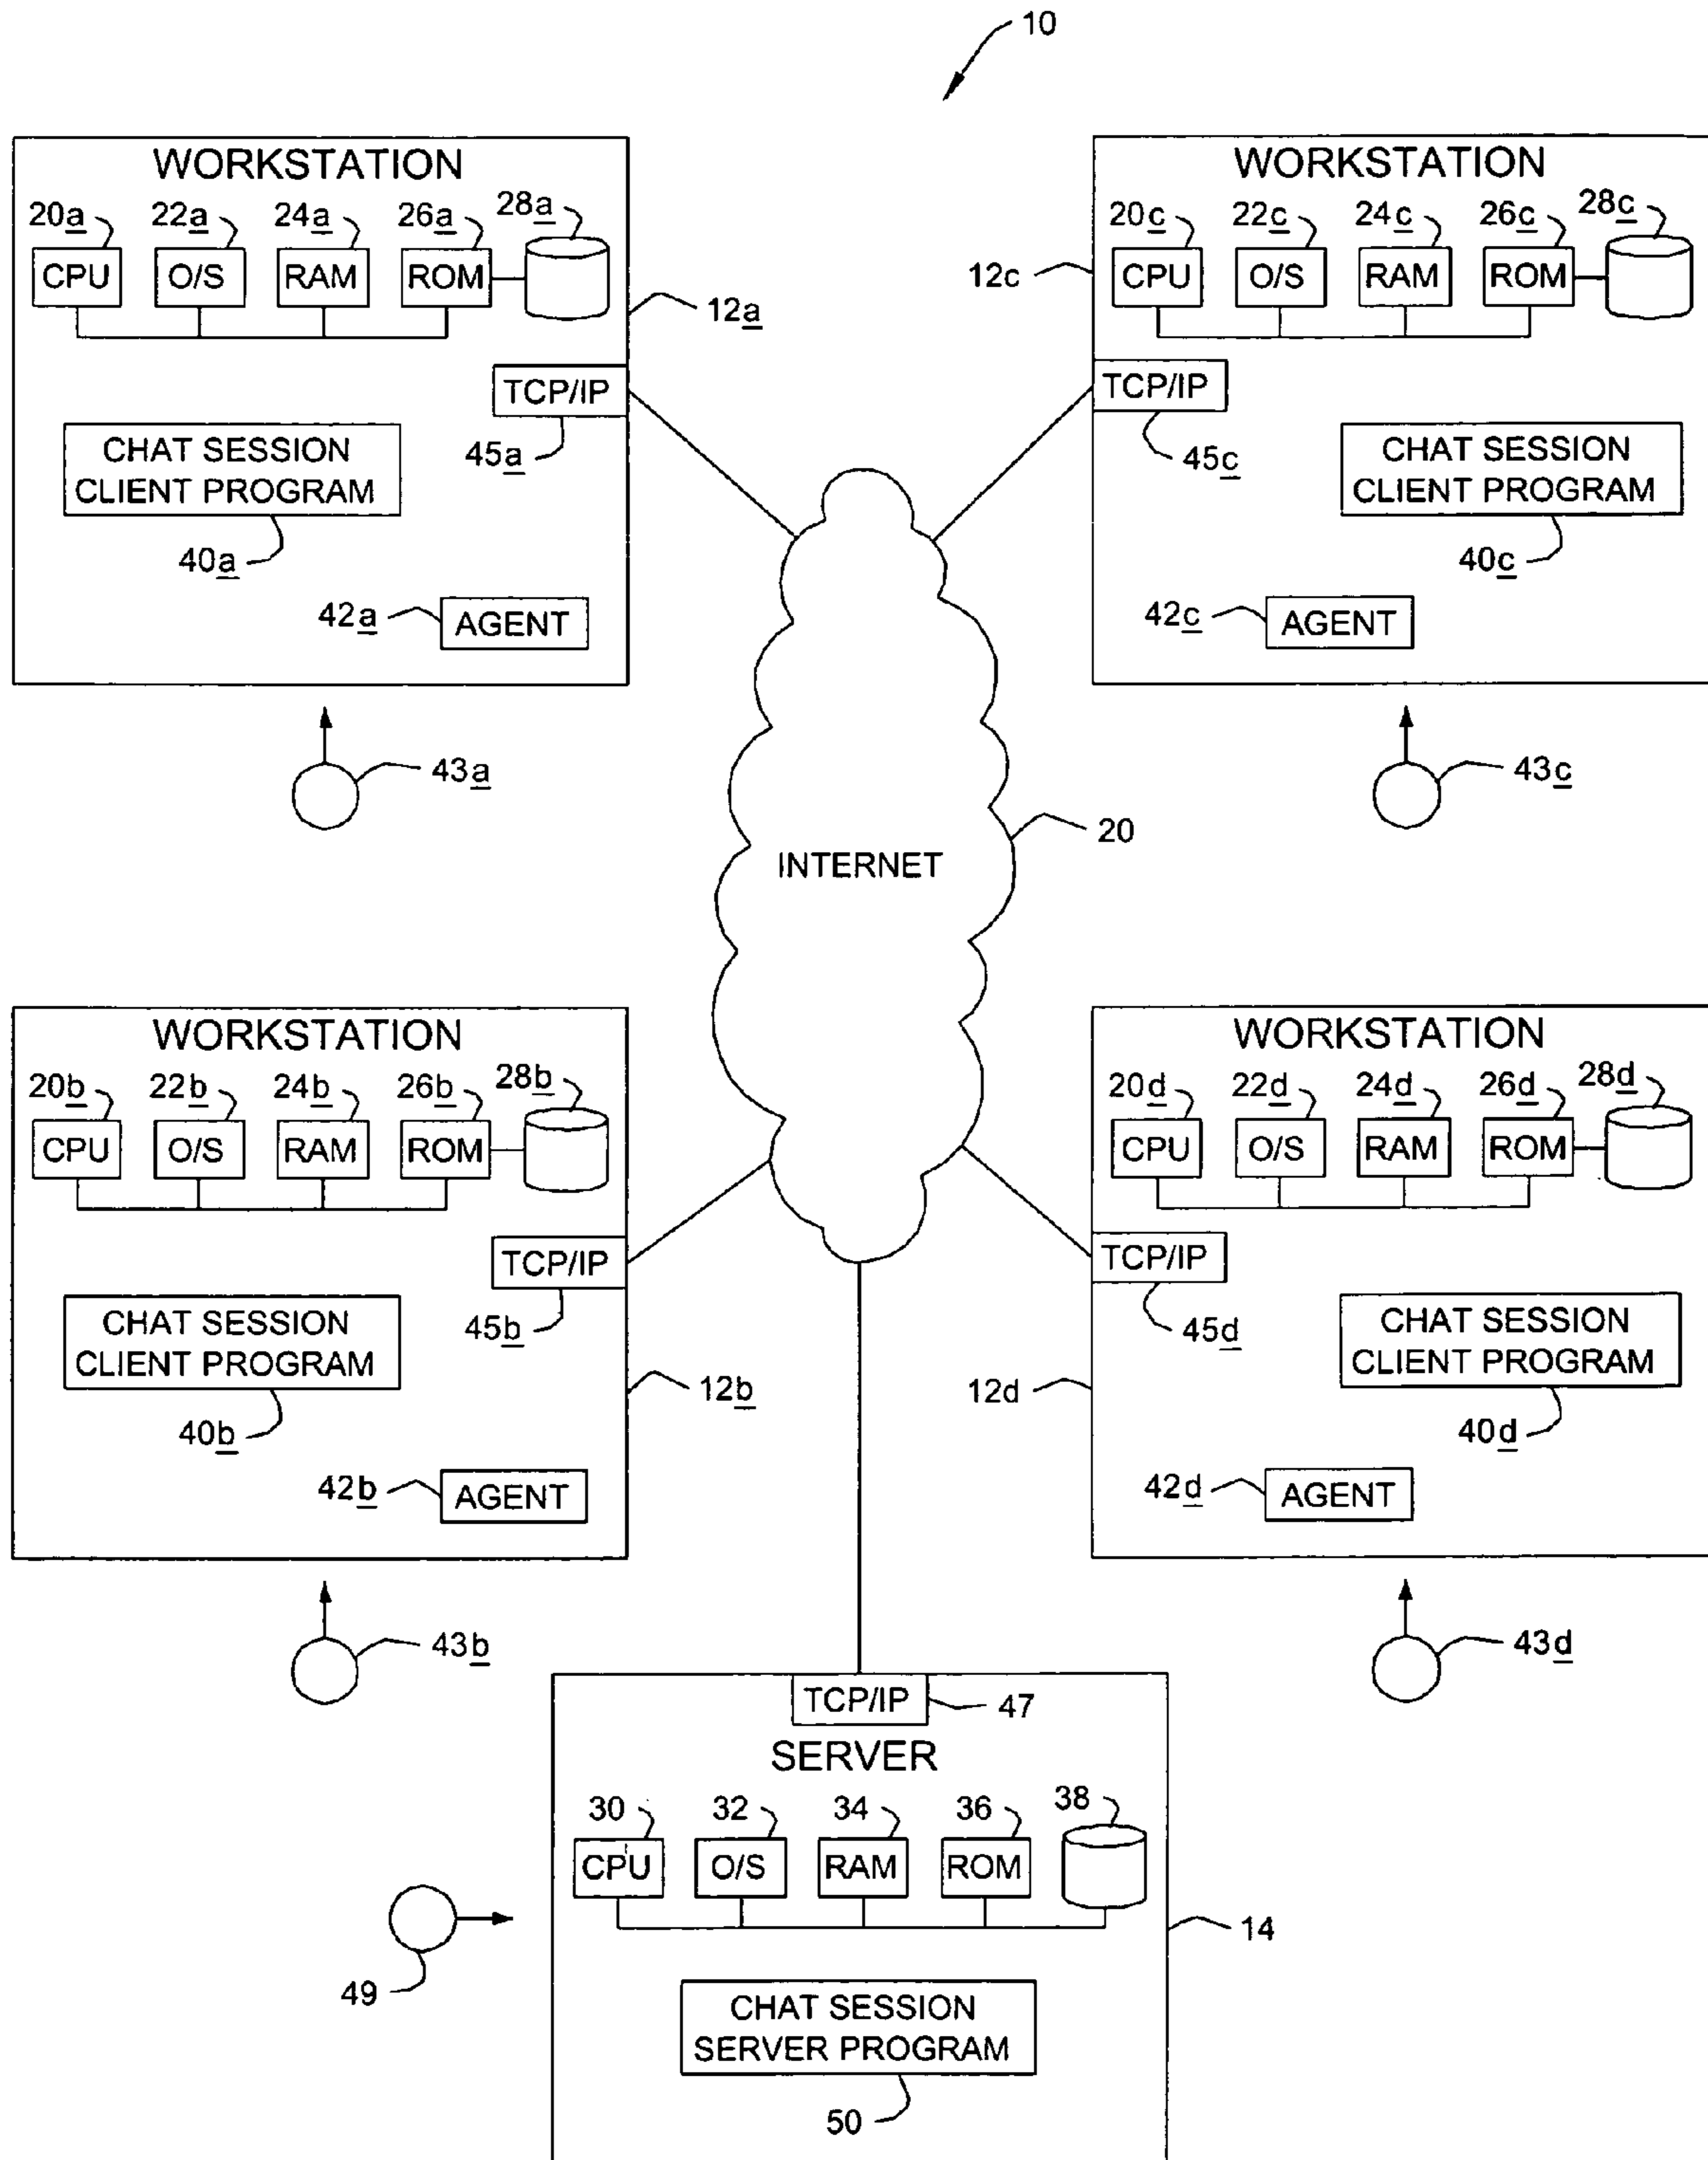 10
WORKSTATION
20a 22a 24a 26a 28a
CPU O/S RAM ROM
12a
TCP/IP
45a
CHAT SESSION
CLIENT PROGRAM
40a
42a AGENT
43a
WORKSTATION
20c 22c 24c 26c 28c
12c
CPU O/S RAM ROM
TCP/IP
45c
CHAT SESSION
CLIENT PROGRAM
40c
42c AGENT
43c
20
INTERNET
WORKSTATION
20b 22b 24b 26b 28b
CPU O/S RAM ROM
TCP/IP
45b
CHAT SESSION
CLIENT PROGRAM
12b
40b
42b AGENT
43b
WORKSTATION
20d 22d 24d 26d 28d
CPU O/S RAM ROM
TCP/IP
45d
CHAT SESSION
CLIENT PROGRAM
12d
40d
42d AGENT
43d
TCP/IP 47
SERVER
30 32 34 36 38
CPU O/S RAM ROM
14
49
CHAT SESSION
SERVER PROGRAM
50